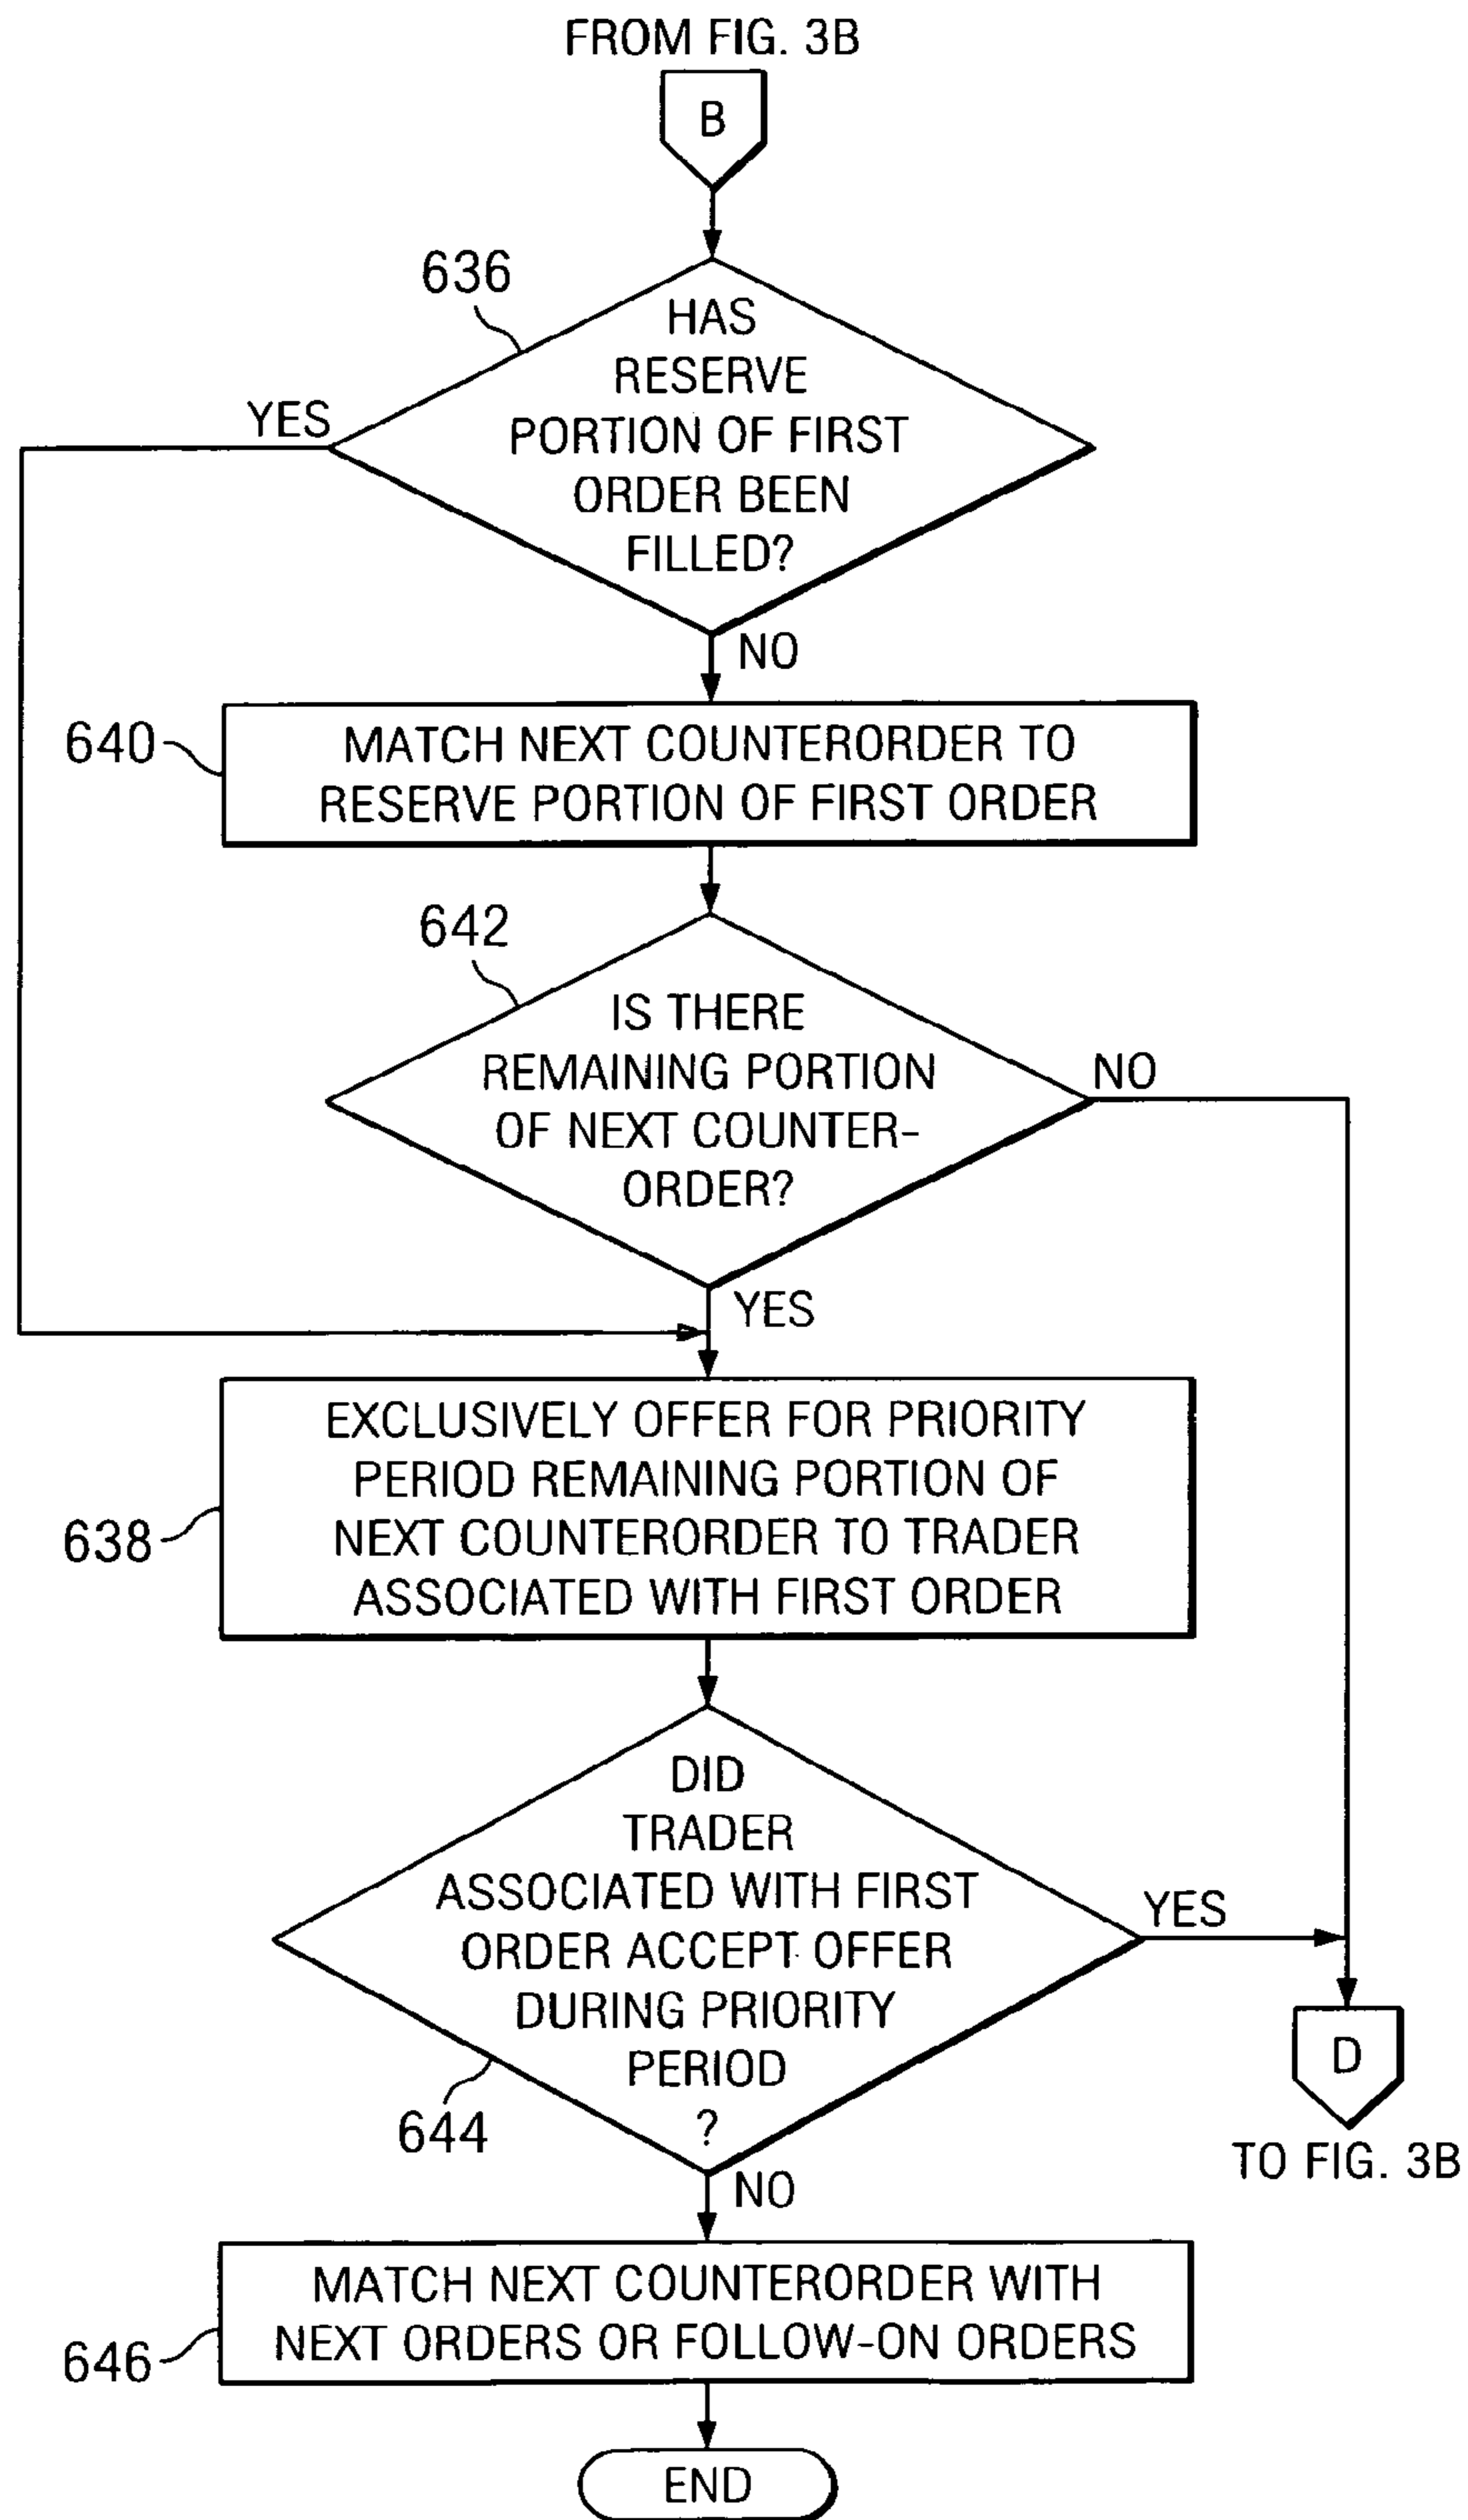 FROM FIG. 3B
B
636
HAS
RESERVE
PORTION OF FIRST
ORDER BEEN
FILLED?
YES
NO
640
MATCH NEXT COUNTERORDER TO
RESERVE PORTION OF FIRST ORDER
642
IS THERE
REMAINING PORTION
OF NEXT COUNTER-
ORDER?
NO
YES
638
EXCLUSIVELY OFFER FOR PRIORITY
PERIOD REMAINING PORTION OF
NEXT COUNTERORDER TO TRADER
ASSOCIATED WITH FIRST ORDER
DID
TRADER
ASSOCIATED WITH FIRST
ORDER ACCEPT OFFER
DURING PRIORITY
PERIOD
?
YES
644
D
TO FIG. 3B
NO
646
MATCH NEXT COUNTERORDER WITH
NEXT ORDERS OR FOLLOW-ON ORDERS
END